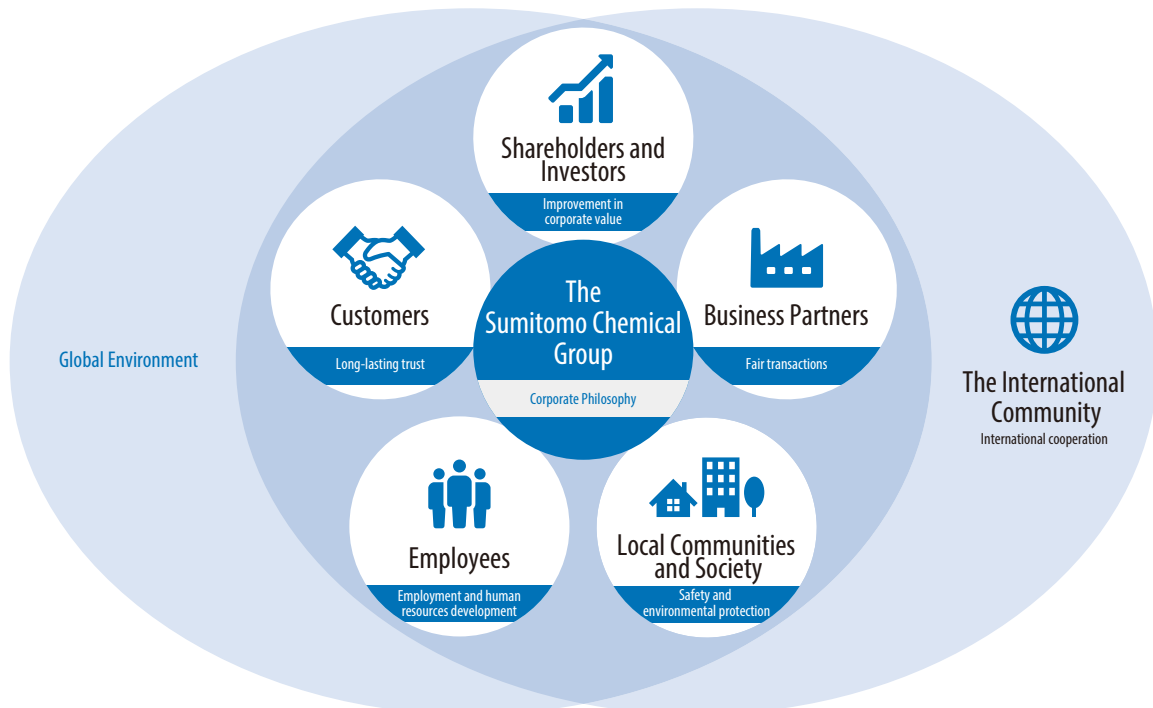 Shareholders and
Investors
Improvement in
corporate value
Customers
Long-lasting trust
The
Sumitomo Chemical
Group
Corporate Philosophy
Business Partners
Fair transactions
Global Environment
The International
Community
International cooperation
Employees
Employment and human
resources development
Local Communities
and Society
Safety and
environmental protection